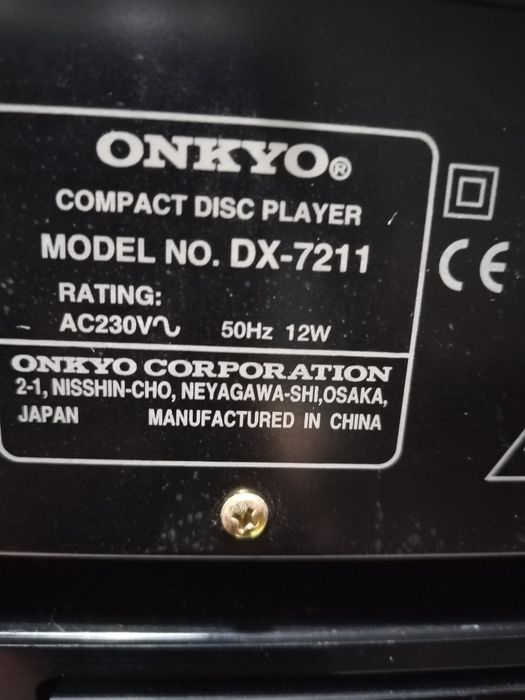 ONKYO®
COMPACT DISC PLAYER
MODEL NO. DX-7211
RATING:
AC230V∿ 50Hz 12W
ONKYO CORPORATION
2-1, NISSHIN-CHO, NEYAGAWA-SHI,OSAKA,
JAPAN MANUFACTURED IN CHINA
CE